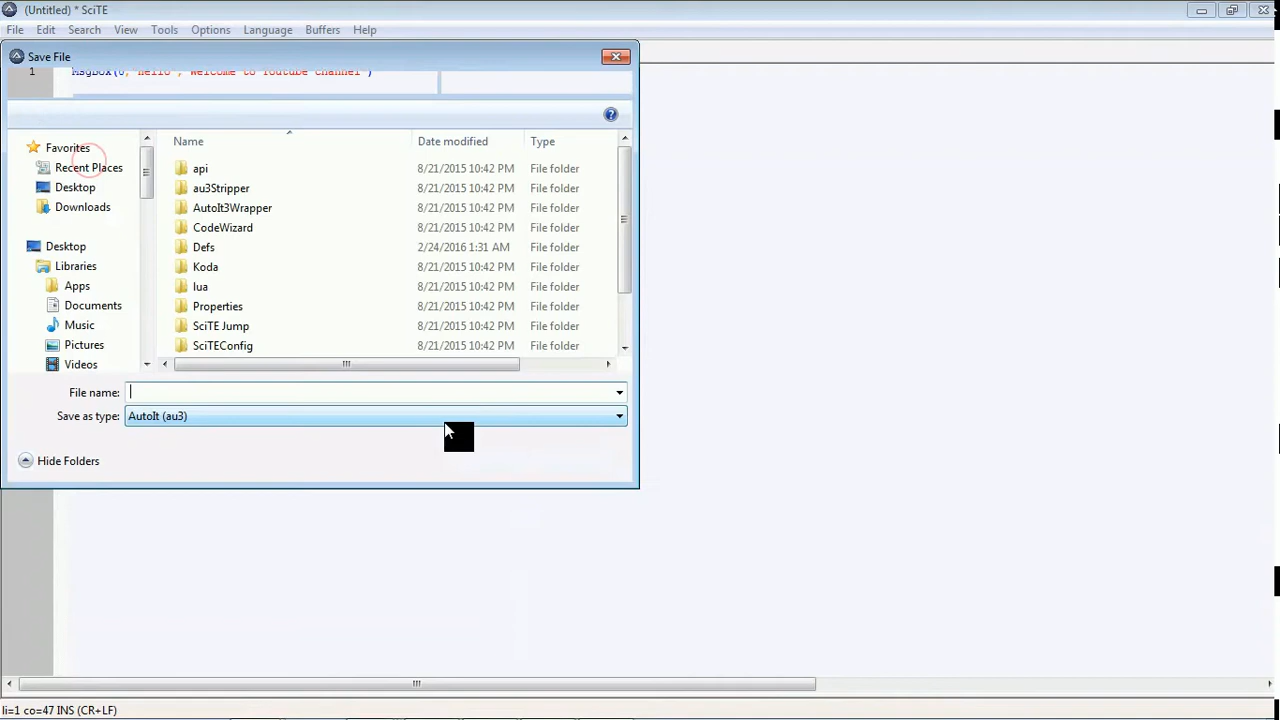 (Untitled) * SciTE
File Edit Search View Tools Options Language Buffers Help
Save File
1 MsgBox(0,"hello","Welcome to Youtube Channel")
Name Date modified Type
Favorites
Recent Places
Desktop
Downloads
Desktop
Libraries
Apps
Documents
Music
Pictures
Videos
api 8/21/2015 10:42 PM File folder
au3Stripper 8/21/2015 10:42 PM File folder
AutoIt3Wrapper 8/21/2015 10:42 PM File folder
CodeWizard 8/21/2015 10:42 PM File folder
Defs 2/24/2016 1:31 AM File folder
Koda 8/21/2015 10:42 PM File folder
lua 8/21/2015 10:42 PM File folder
Properties 8/21/2015 10:42 PM File folder
SciTE Jump 8/21/2015 10:42 PM File folder
SciTEConfig 8/21/2015 10:42 PM File folder
File name:
Save as type: AutoIt (au3)
Hide Folders
li=1 co=47 INS (CR+LF)